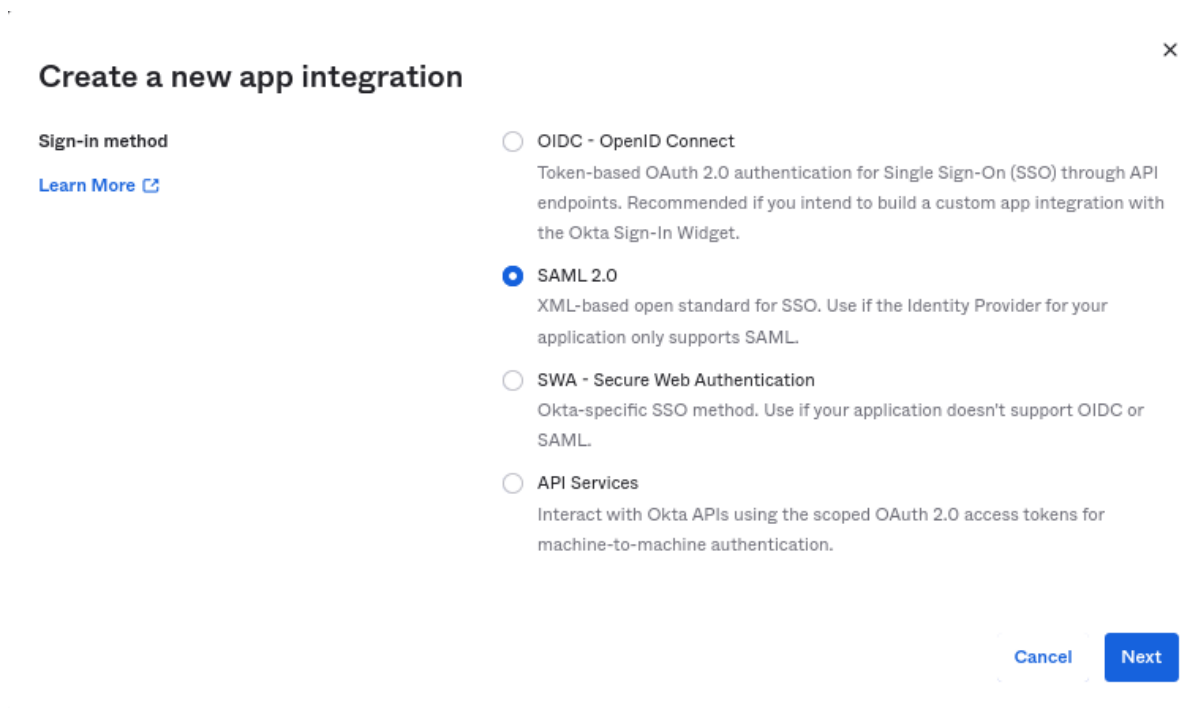 Create a new app integration
Sign-in method
Learn More
OIDC - OpenID Connect
Token-based OAuth 2.0 authentication for Single Sign-On (SSO) through API
endpoints. Recommended if you intend to build a custom app integration with
the Okta Sign-In Widget.
SAML 2.0
XML-based open standard for SSO. Use if the Identity Provider for your
application only supports SAML.
SWA - Secure Web Authentication
Okta-specific SSO method. Use if your application doesn't support OIDC or
SAML.
API Services
Interact with Okta APIs using the scoped OAuth 2.0 access tokens for
machine-to-machine authentication.
Cancel
Next